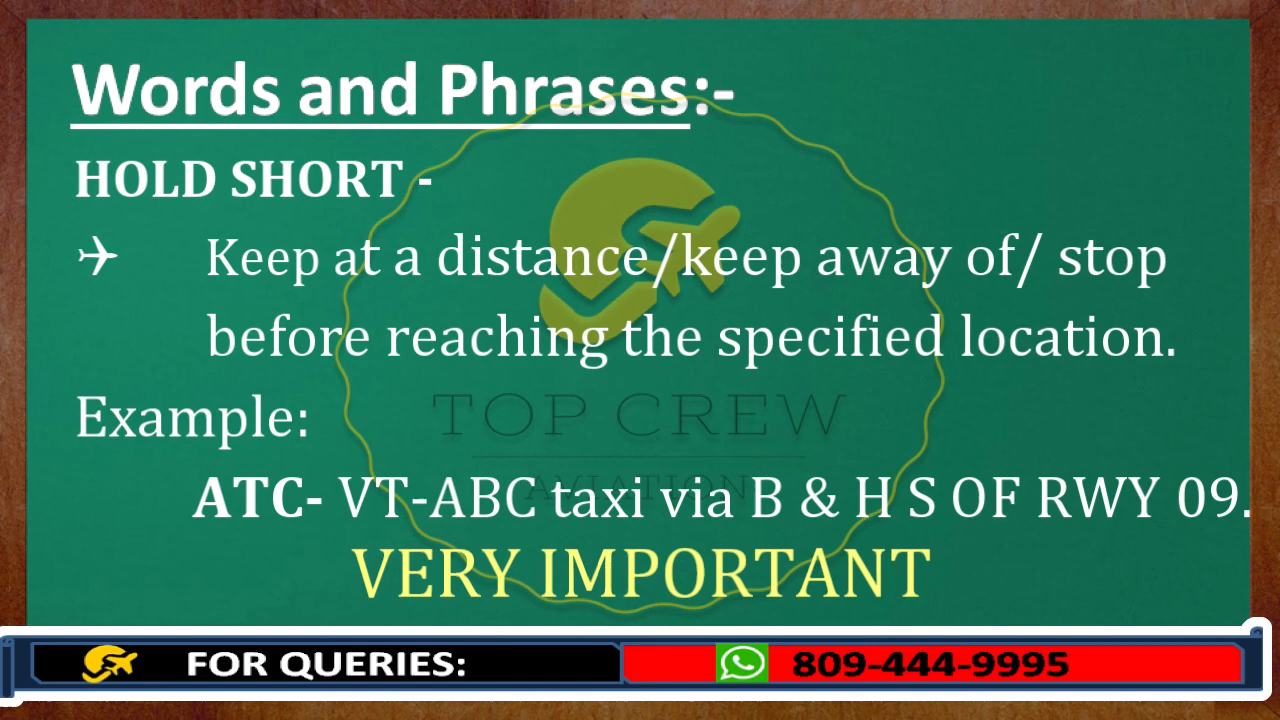 Words and Phrases:-
HOLD SHORT -
✈ Keep at a distance/keep away of/ stop
before reaching the specified location.
Example:
ATC- VT-ABC taxi via B & H S OF RWY 09.
VERY IMPORTANT
TOP CREW
AVIATION
FOR QUERIES: 809-444-9995